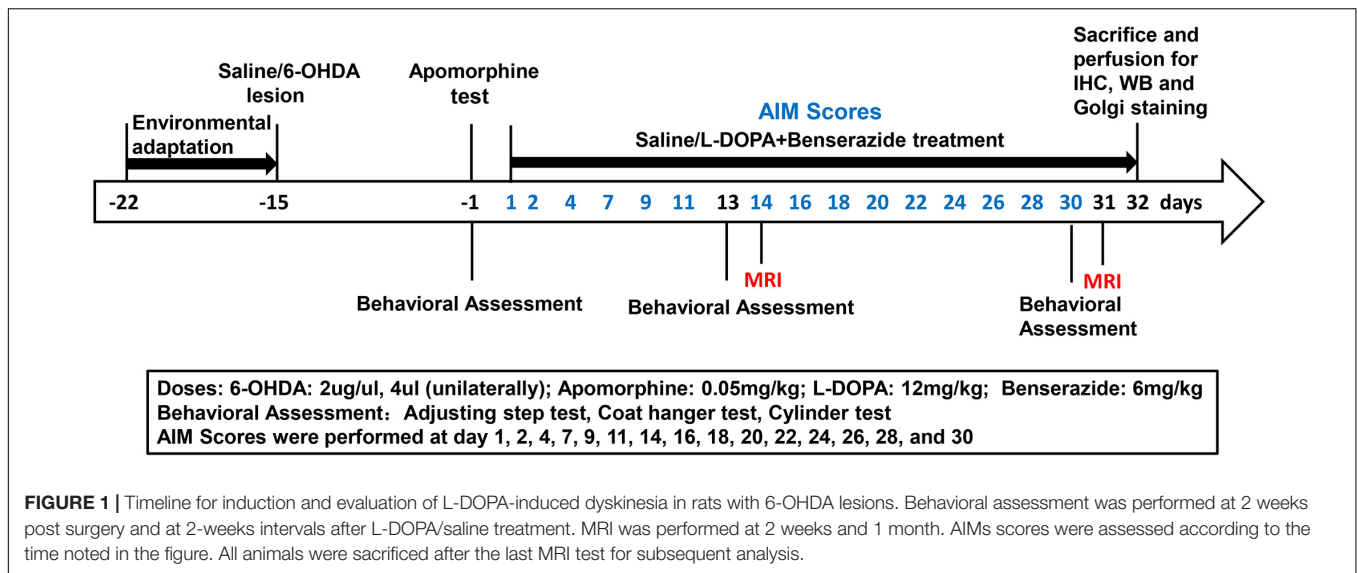 Saline/6-OHDA
lesion
Apomorphine
test
Sacrifice and
perfusion for
IHC, WB and
Golgi staining
Environmental
adaptation
AIM Scores
Saline/L-DOPA+Benserazide treatment
-22 -15 -1 1 2 4 7 9 11 13 14 16 18 20 22 24 26 28 30 31 32 days
Behavioral Assessment
MRI
Behavioral Assessment
MRI
Behavioral
Assessment
Doses: 6-OHDA: 2ug/ul, 4ul (unilaterally); Apomorphine: 0.05mg/kg; L-DOPA: 12mg/kg; Benserazide: 6mg/kg
Behavioral Assessment：Adjusting step test, Coat hanger test, Cylinder test
AIM Scores were performed at day 1, 2, 4, 7, 9, 11, 14, 16, 18, 20, 22, 24, 26, 28, and 30
FIGURE 1 | Timeline for induction and evaluation of L-DOPA-induced dyskinesia in rats with 6-OHDA lesions. Behavioral assessment was performed at 2 weeks
post surgery and at 2-weeks intervals after L-DOPA/saline treatment. MRI was performed at 2 weeks and 1 month. AIMs scores were assessed according to the
time noted in the figure. All animals were sacrificed after the last MRI test for subsequent analysis.